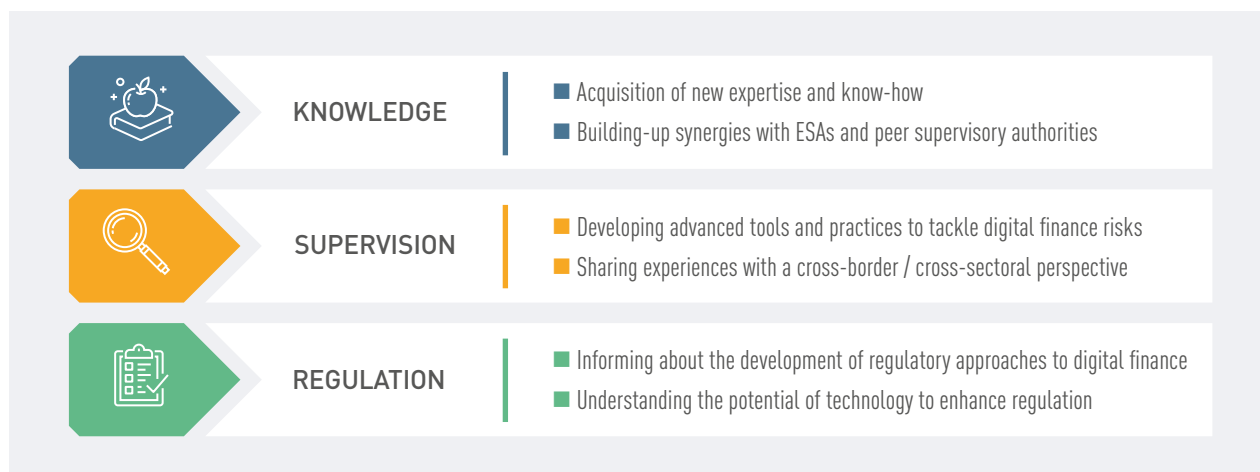 KNOWLEDGE
Acquisition of new expertise and know-how
Building-up synergies with ESAs and peer supervisory authorities
SUPERVISION
Developing advanced tools and practices to tackle digital finance risks
Sharing experiences with a cross-border / cross-sectoral perspective
REGULATION
Informing about the development of regulatory approaches to digital finance
Understanding the potential of technology to enhance regulation